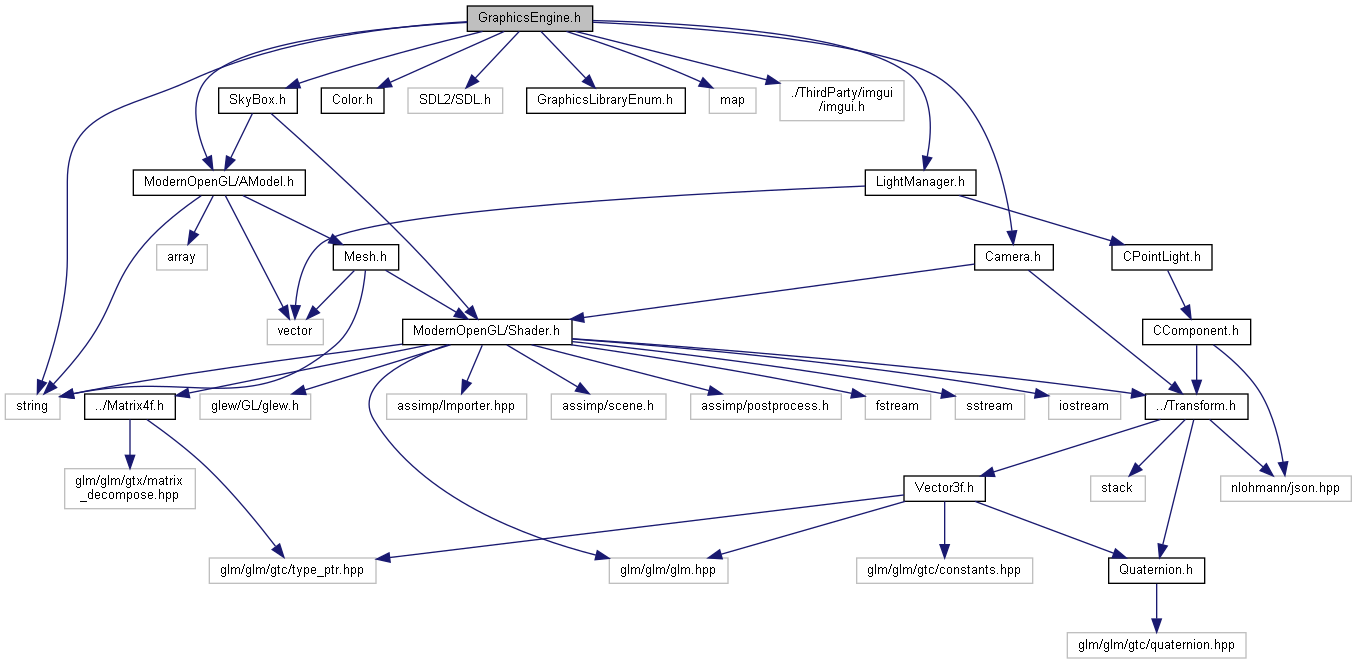 GraphicsEngine.h
SkyBox.h
Color.h
SDL2/SDL.h
GraphicsLibraryEnum.h
map
./ThirdParty/imgui
/imgui.h
ModernOpenGL/AModel.h
LightManager.h
array
Mesh.h
Camera.h
CPointLight.h
vector
ModernOpenGL/Shader.h
CComponent.h
string
../Matrix4f.h
glew/GL/glew.h
assimp/Importer.hpp
assimp/scene.h
assimp/postprocess.h
fstream
sstream
iostream
../Transform.h
glm/glm/gtx/matrix
_decompose.hpp
Vector3f.h
stack
nlohmann/json.hpp
glm/glm/gtc/type_ptr.hpp
glm/glm/glm.hpp
glm/glm/gtc/constants.hpp
Quaternion.h
glm/glm/gtc/quaternion.hpp